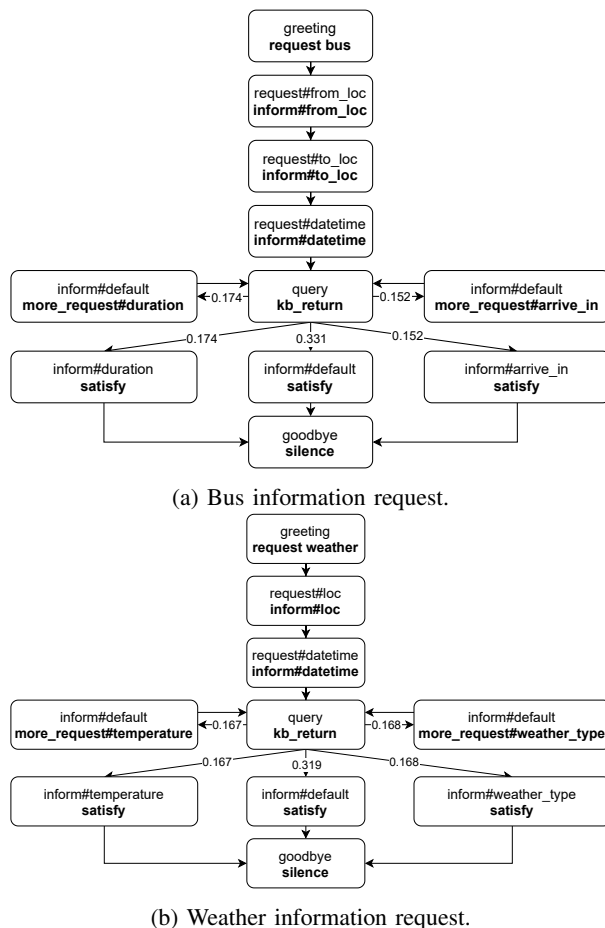 greeting
request bus
request#from_loc
inform#from_loc
request#to_loc
inform#to_loc
request#datetime
inform#datetime
inform#default
more_request#duration
0.174
query
kb_return
0.152
inform#default
more_request#arrive_in
0.174
0.331
0.152
inform#duration
satisfy
inform#default
satisfy
inform#arrive_in
satisfy
goodbye
silence
(a) Bus information request.
greeting
request weather
request#loc
inform#loc
request#datetime
inform#datetime
inform#default
more_request#temperature
0.167
query
kb_return
0.168
inform#default
more_request#weather_type
0.167
0.319
0.168
inform#temperature
satisfy
inform#default
satisfy
inform#weather_type
satisfy
goodbye
silence
(b) Weather information request.